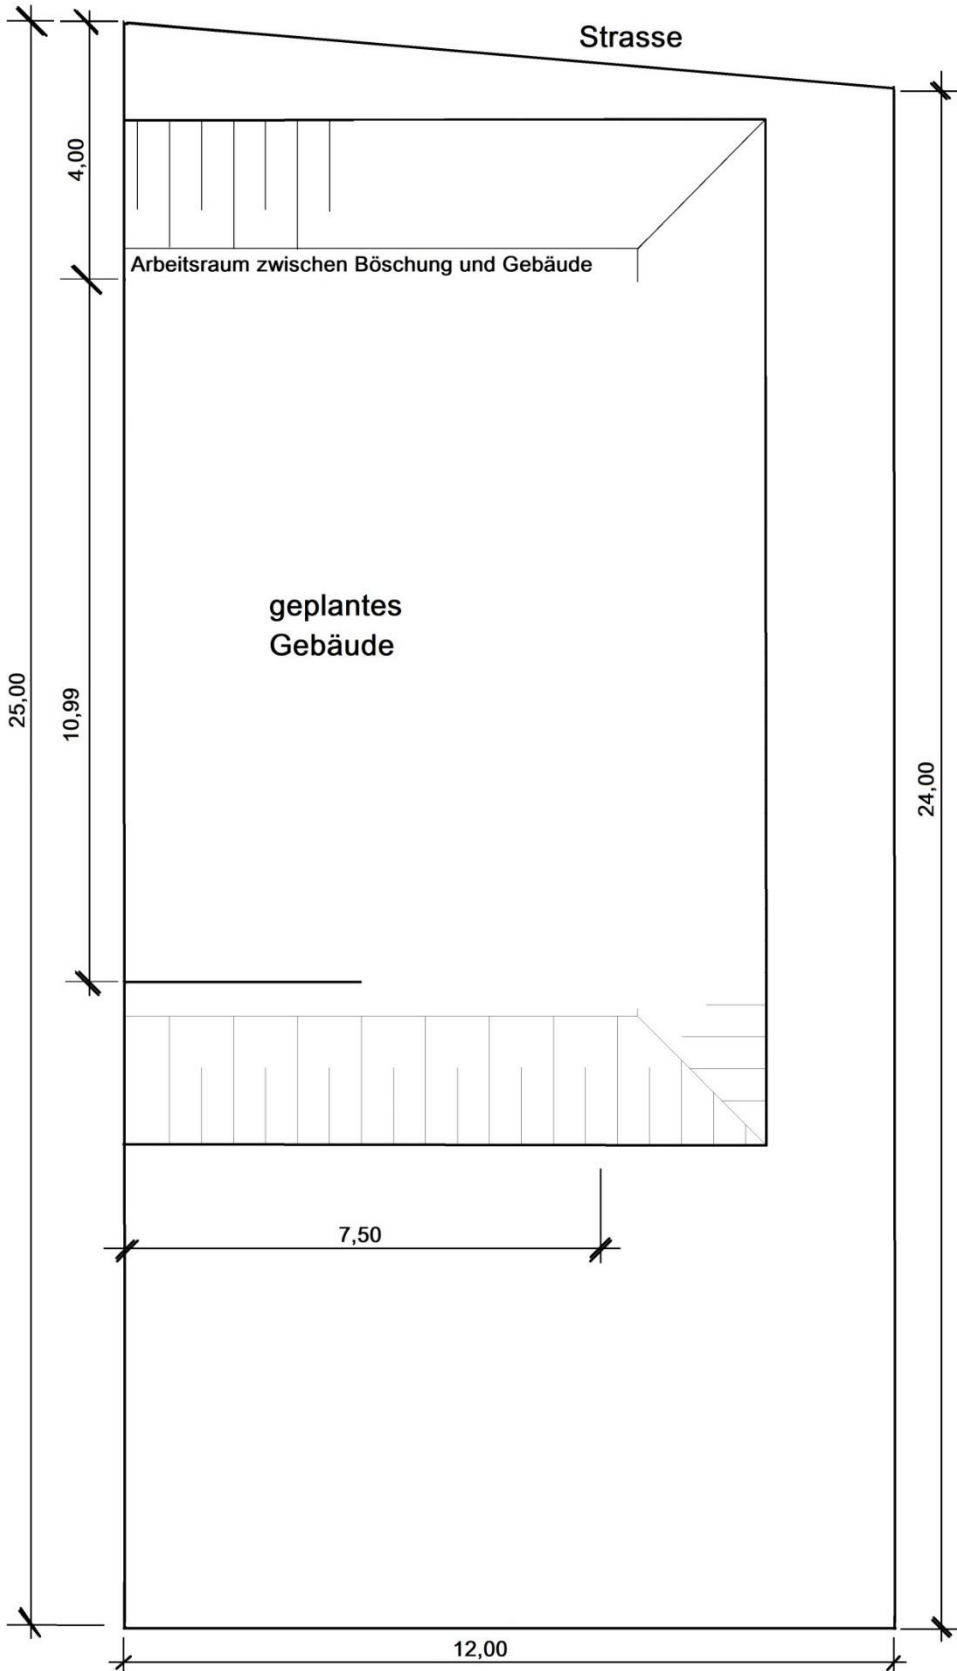 Strasse
4,00
Arbeitsraum zwischen Böschung und Gebäude
geplantes
Gebäude
25,00
10,99
24,00
7,50
12,00